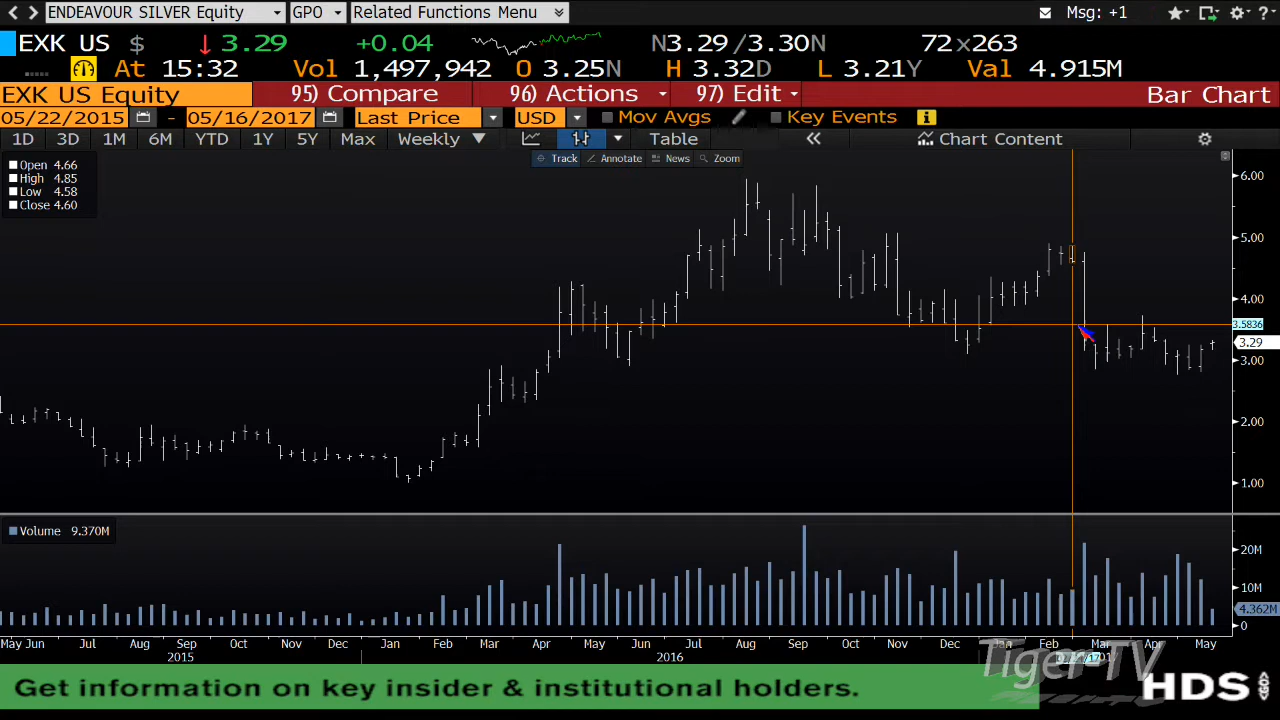 ENDEAVOUR SILVER Equity GPO Related Functions Menu Msg: +1
EXK US $ 3.29 +0.04 N3.29 /3.30N 72 x 263
At 15:32 Vol 1,497,942 O 3.25N H 3.32D L 3.21Y Val 4.915M
EXK US Equity 95) Compare 96) Actions 97) Edit Bar Chart
05/22/2015 - 05/16/2017 Last Price USD Mov Avgs Key Events
1D 3D 1M 6M YTD 1Y 5Y Max Weekly Table Chart Content
Track Annotate News Zoom
Open 4.66
High 4.85
Low 4.58
Close 4.60
6.00
5.00
4.00
3.5836
3.29
3.00
2.00
1.00
Volume 9.370M
20M
10M
4.362M
0
May Jun Jul Aug Sep Oct Nov Dec Jan Feb Mar Apr May Jun Jul Aug Sep Oct Nov Dec Jan Feb Mar Apr May
2015 2016
Tiger-TV
Get information on key insider & institutional holders.
HDS
GO